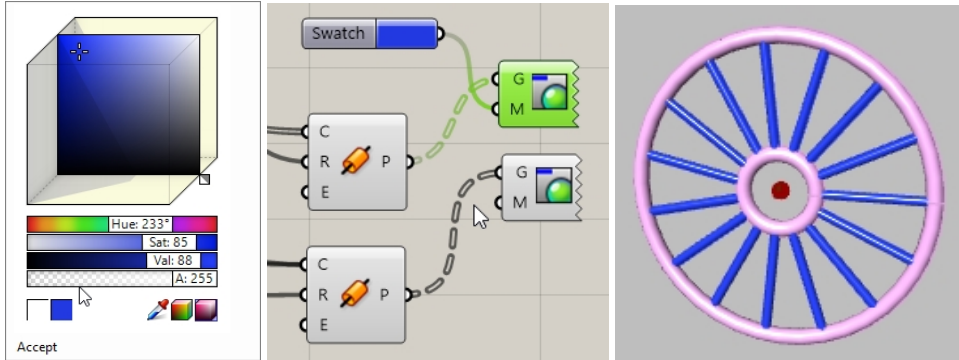 Hue: 233°
Sat: 85
Val: 88
A: 255
Accept
Swatch
G
M
C
R P
E
G
M
C
R P
E